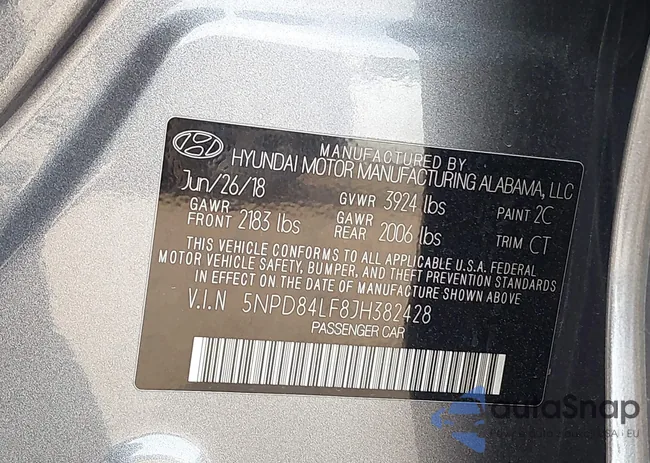 MANUFACTURED BY
HYUNDAI MOTOR MANUFACTURING ALABAMA, LLC
Jun/26/18 GVWR 3924 lbs PAINT 2C
GAWR FRONT 2183 lbs GAWR REAR 2006 lbs TRIM CT
THIS VEHICLE CONFORMS TO ALL APPLICABLE U.S.A. FEDERAL
MOTOR VEHICLE SAFETY, BUMPER, AND THEFT PREVENTION STANDARDS
IN EFFECT ON THE DATE OF MANUFACTURE SHOWN ABOVE.
V.I.N 5NPD84LF8JH382428
PASSENGER CAR
autoSnap
USA • EU